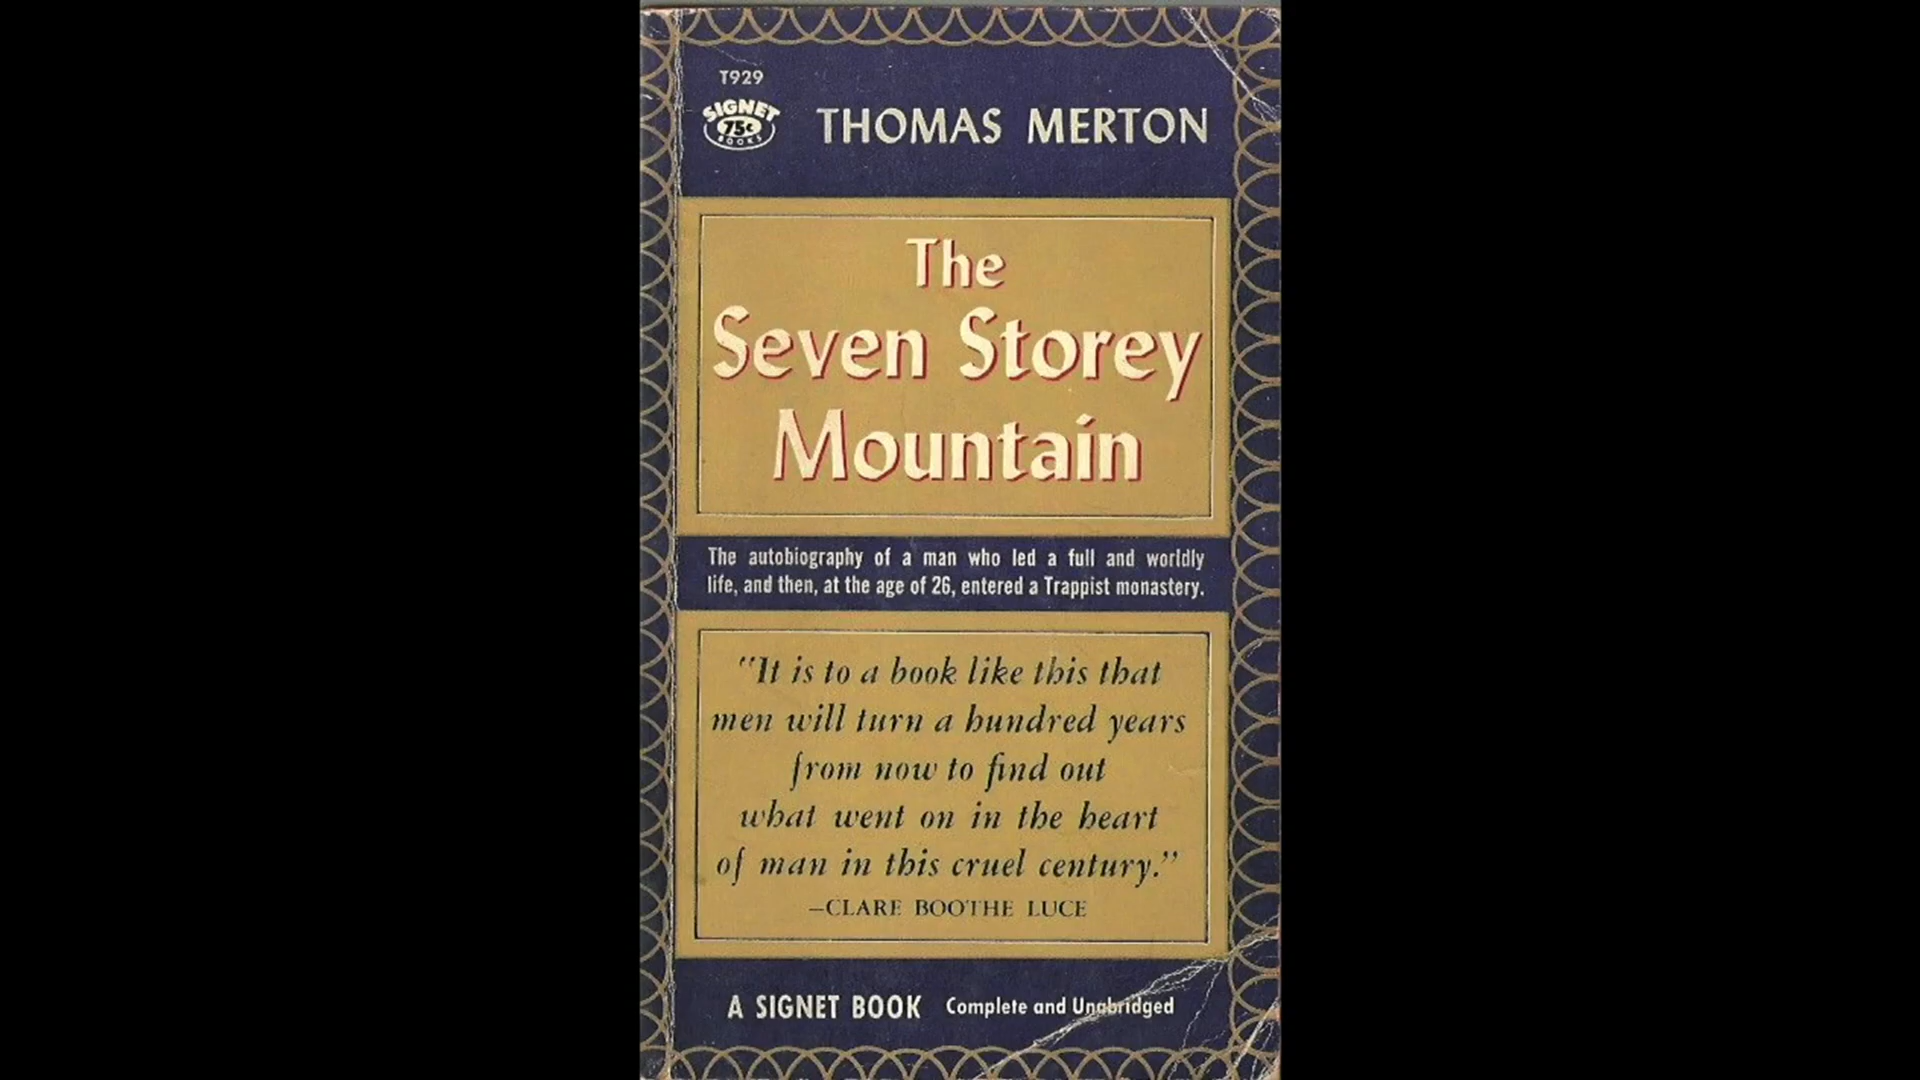 T929
SIGNET
75¢
BOOKS
THOMAS MERTON
The
Seven Storey
Mountain
The autobiography of a man who led a full and worldly
life, and then, at the age of 26, entered a Trappist monastery.
"It is to a book like this that
men will turn a hundred years
from now to find out
what went on in the heart
of man in this cruel century."
—CLARE BOOTHE LUCE
A SIGNET BOOK Complete and Unabridged